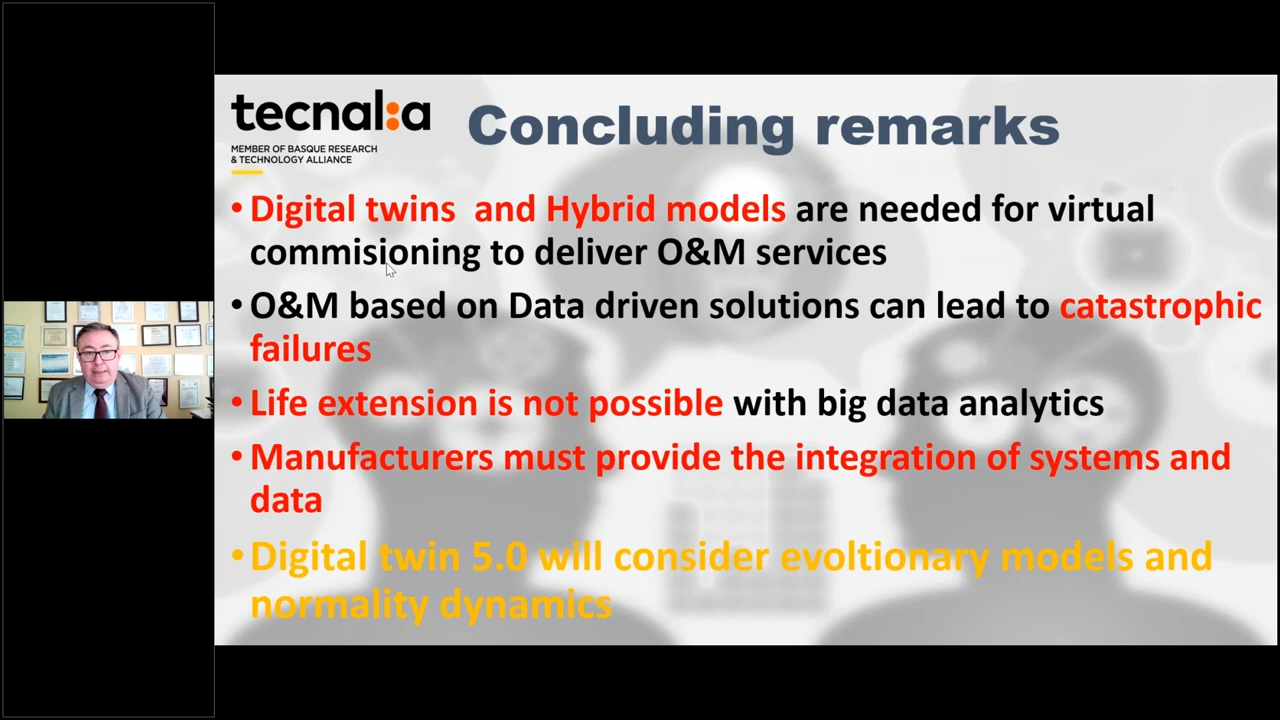 tecnal:a
MEMBER OF BASQUE RESEARCH
& TECHNOLOGY ALLIANCE
Concluding remarks
• Digital twins and Hybrid models are needed for virtual
commisioning to deliver O&M services
• O&M based on Data driven solutions can lead to catastrophic
failures
• Life extension is not possible with big data analytics
• Manufacturers must provide the integration of systems and
data
• Digital twin 5.0 will consider evoltionary models and
normality dynamics